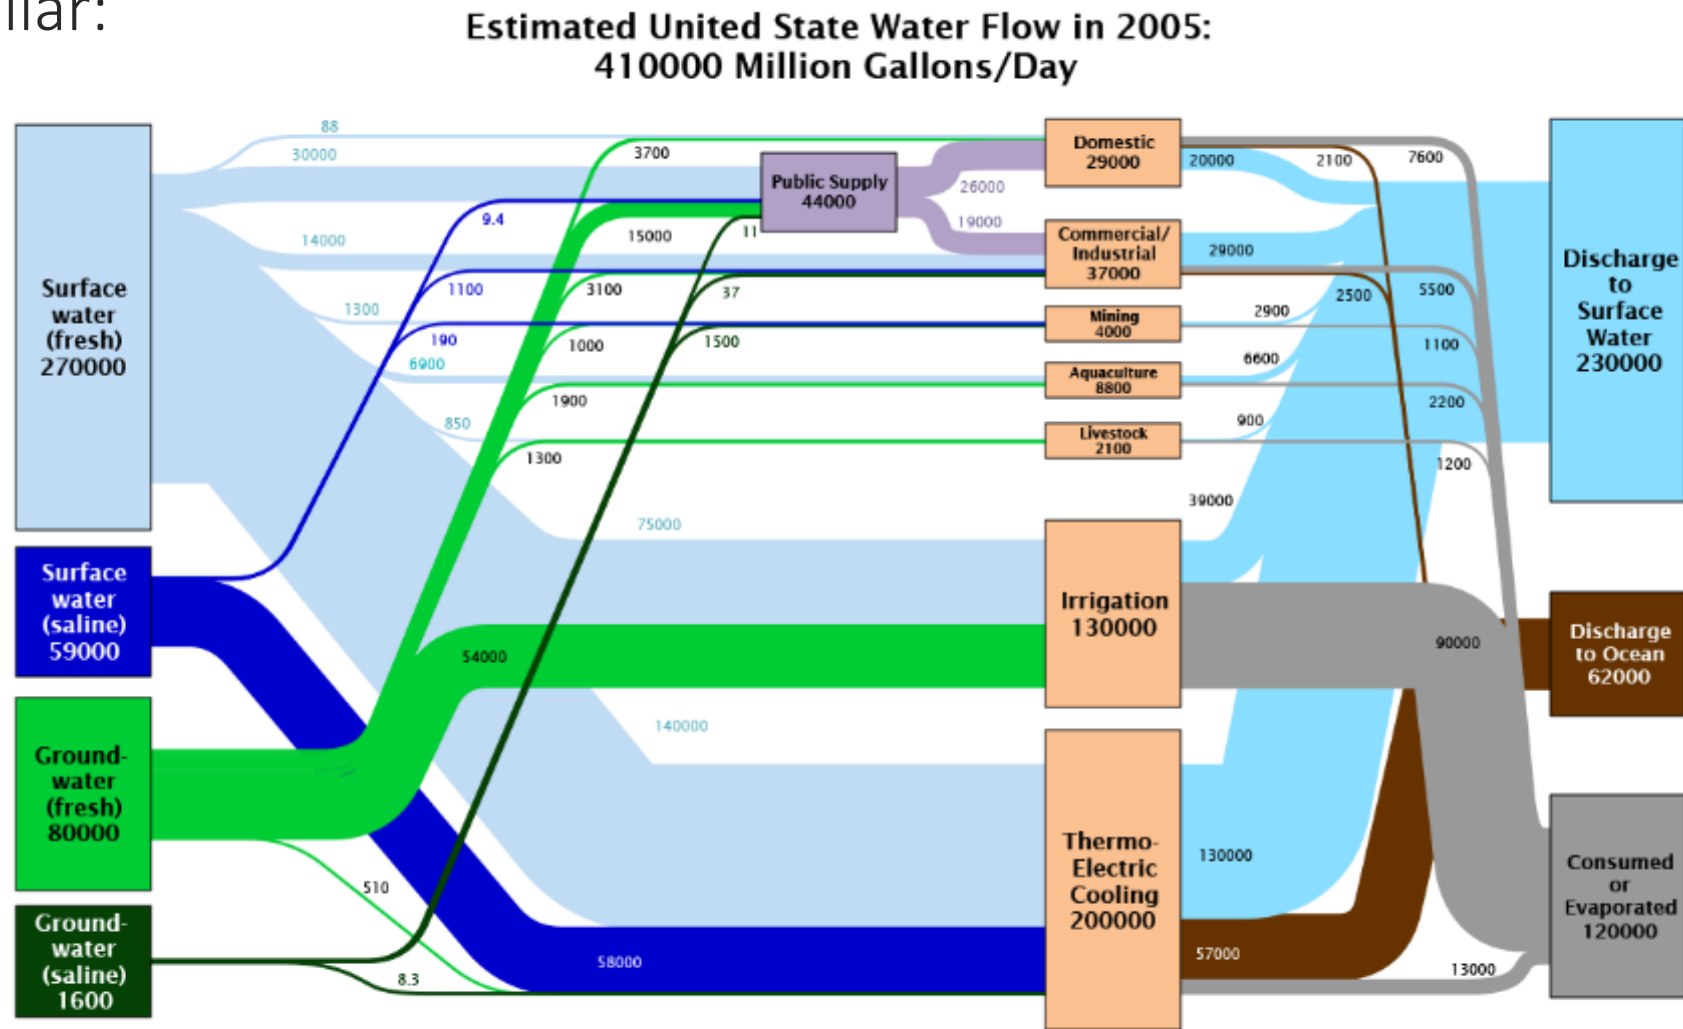 llar:
Estimated United State Water Flow in 2005:
410000 Million Gallons/Day
Surface
water
(fresh)
270000
Surface
water
(saline)
59000
Ground-
water
(fresh)
80000
Ground-
water
(saline)
1600
88
30000
14000
1300
6900
850
75000
140000
9.4
1100
190
58000
3700
15000
3100
1000
1900
1300
54000
510
11
37
1500
8.3
Public Supply
44000
26000
19000
Domestic
29000
Commercial/
Industrial
37000
Mining
4000
Aquaculture
8800
Livestock
2100
Irrigation
130000
Thermo-
Electric
Cooling
200000
20000
2100
7600
29000
2500
5500
2900
1100
6600
2200
900
1200
39000
90000
130000
57000
13000
Discharge
to
Surface
Water
230000
Discharge
to Ocean
62000
Consumed
or
Evaporated
120000